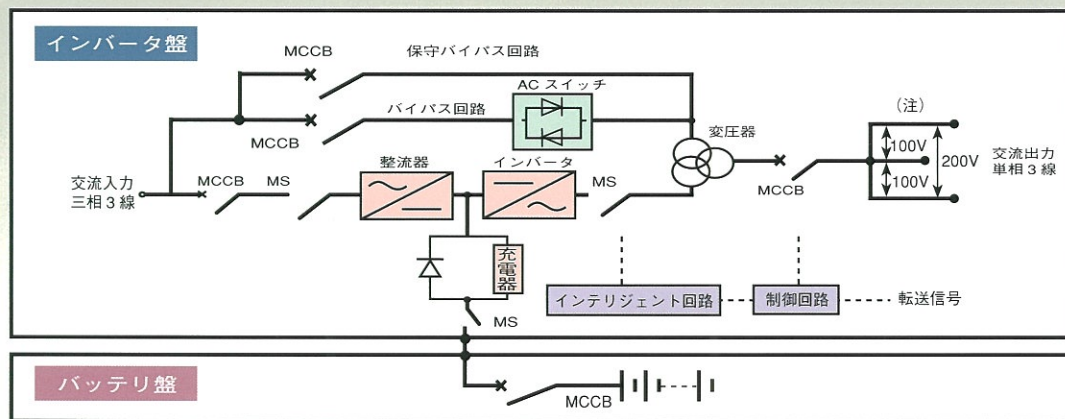 インバータ盤
MCCB
保守バイパス回路
ACスイッチ
バイパス回路
MCCB
変圧器
(注)
100V
200V
100V
交流出力
単相3線
整流器
インバータ
交流入力
三相3線
MCCB
MS
MS
MCCB
充電器
インテリジェント回路
制御回路
転送信号
MS
バッテリ盤
MCCB